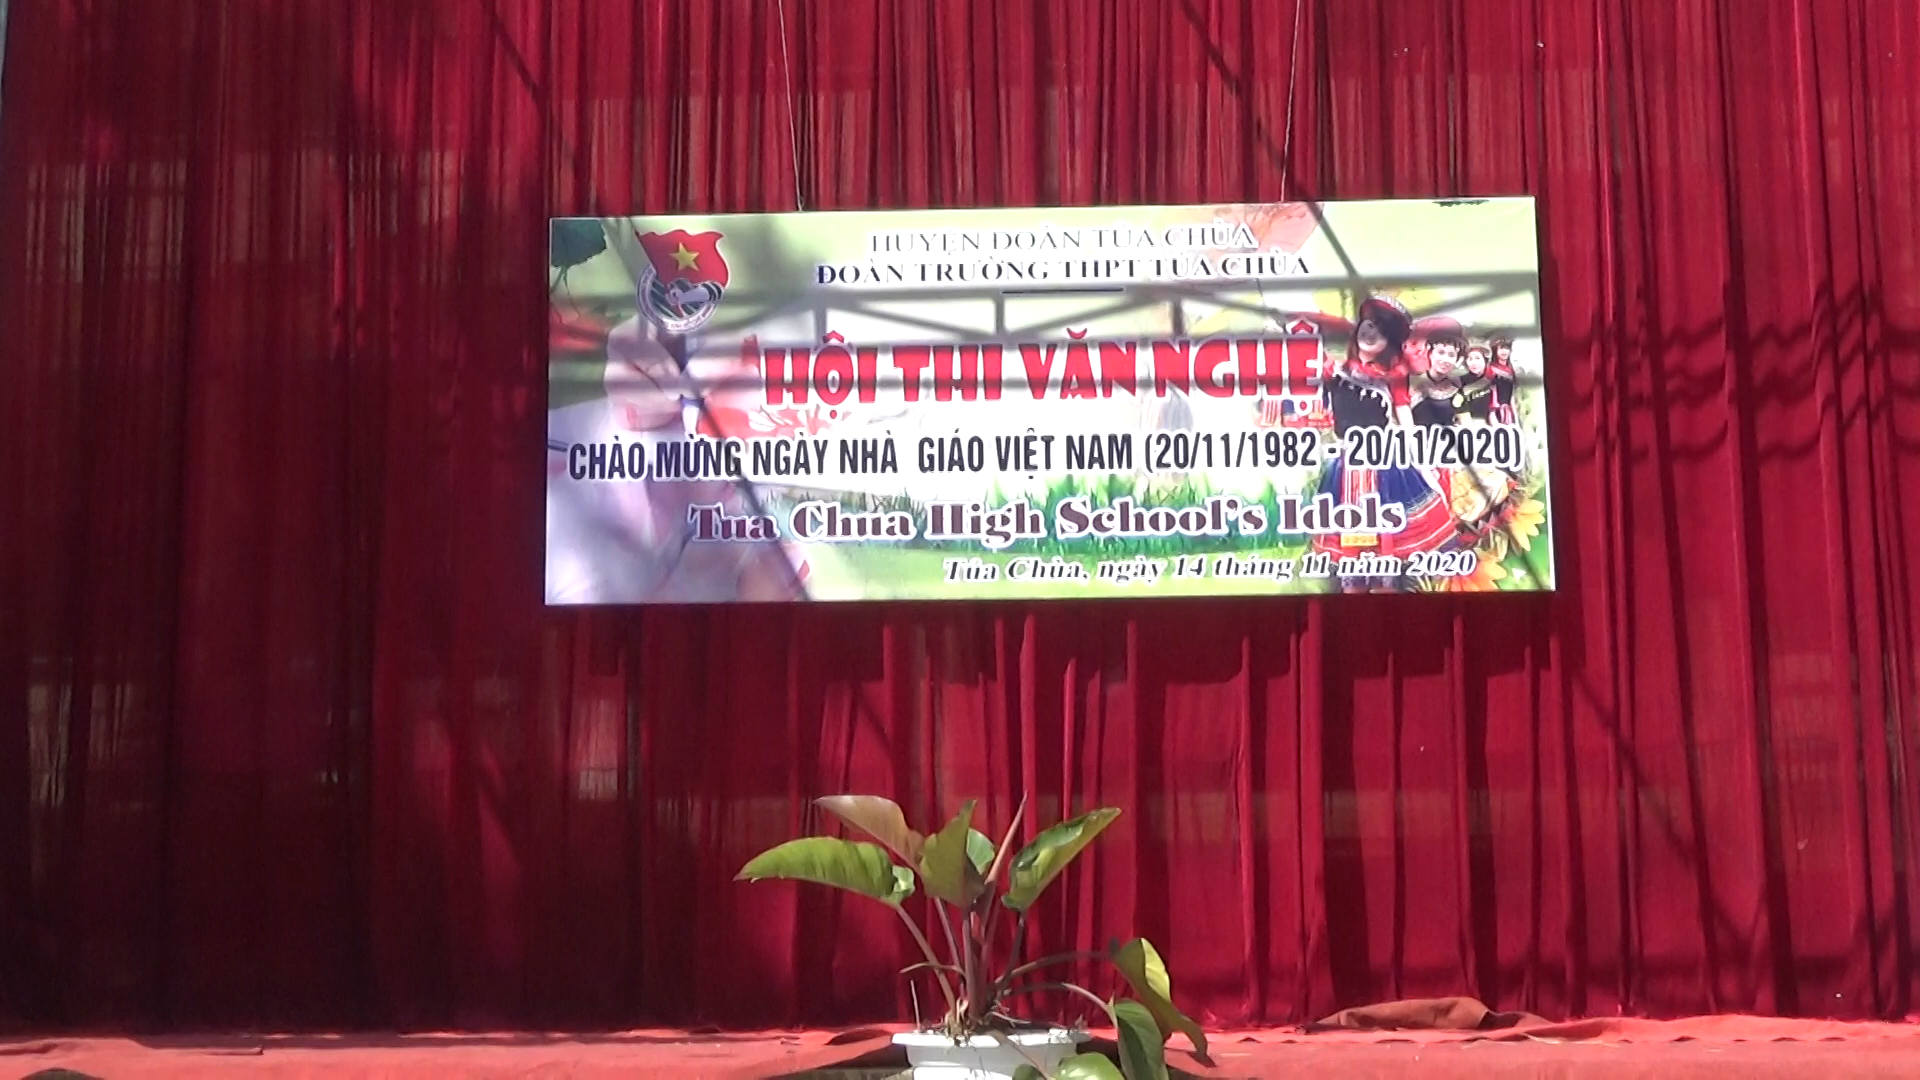 HUYỆN ĐOÀN TỦA CHÙA
ĐOÀN TRƯỜNG THPT TỦA CHÙA
HỘI THI VĂN NGHỆ
CHÀO MỪNG NGÀY NHÀ GIÁO VIỆT NAM (20/11/1982 - 20/11/2020)
Tua Chua High School's Idols
Tủa Chùa, ngày 14 tháng 11 năm 2020